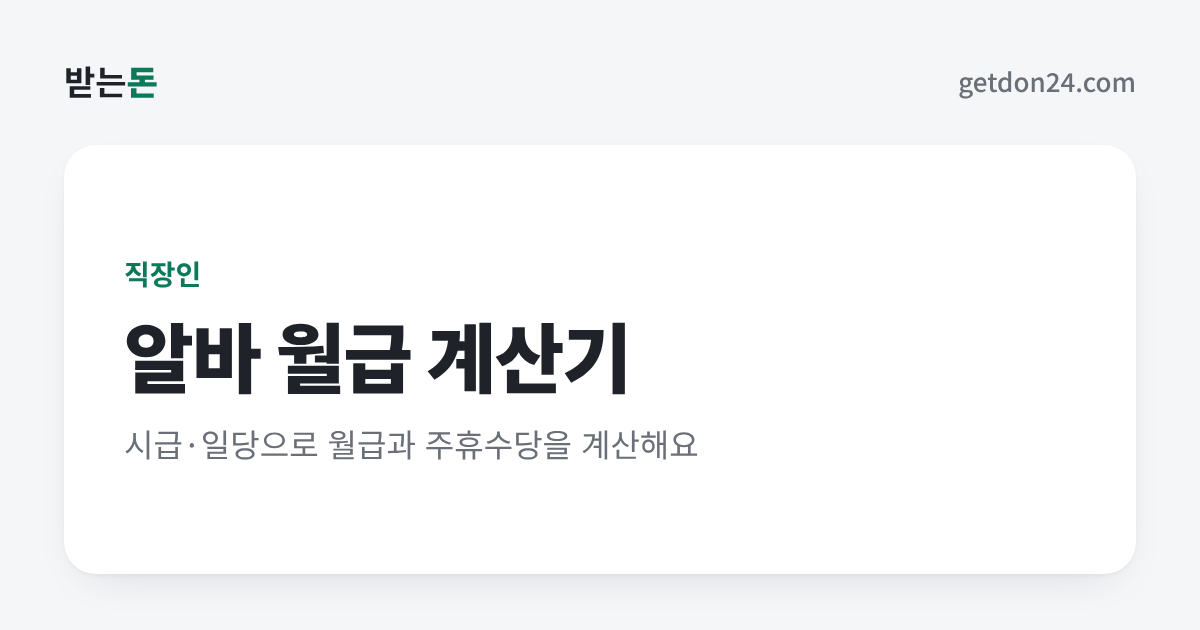 받는돈
getdon24.com
직장인
알바 월급 계산기
시급·일당으로 월급과 주휴수당을 계산해요